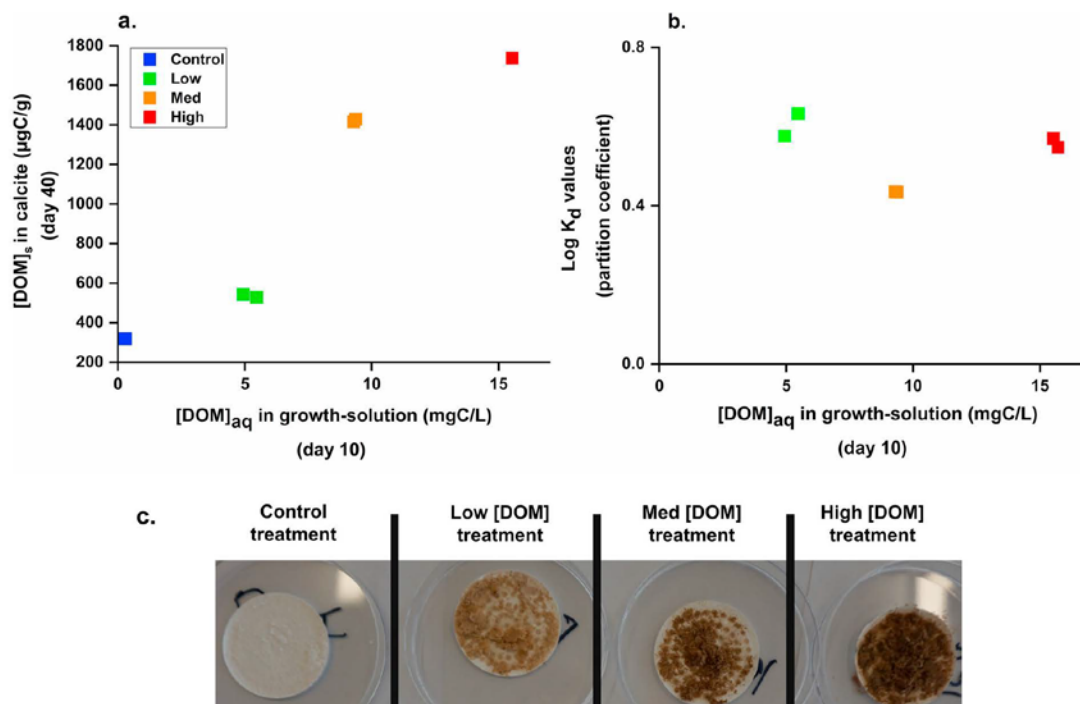 a.
1800
1600
1400
1200
1000
800
600
400
200
0
5
10
15
Control
Low
Med
High
[DOM]s in calcite (µgC/g)
(day 40)
[DOM]aq in growth-solution (mgC/L)
(day 10)
b.
0.8
0.4
0.0
0
5
10
15
Log Kd values
(partition coefficient)
[DOM]aq in growth-solution (mgC/L)
(day 10)
c.
Control
treatment
Low [DOM]
treatment
Med [DOM]
treatment
High [DOM]
treatment